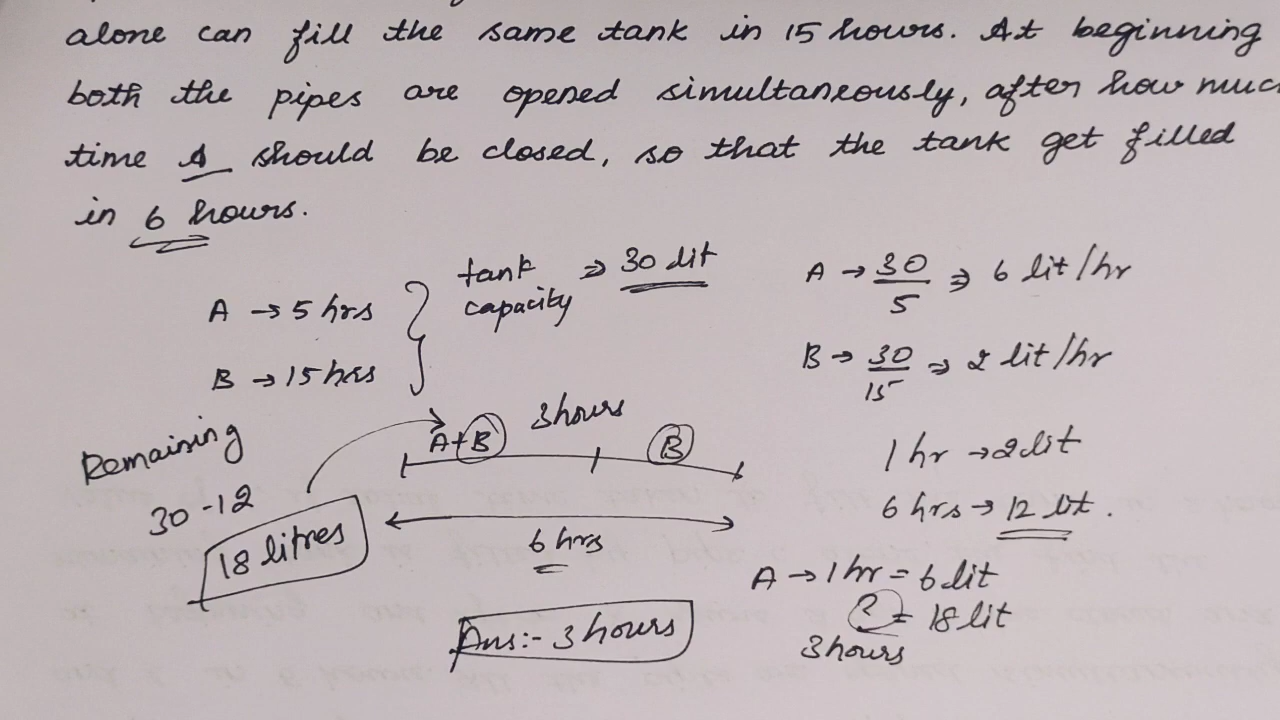 alone can fill the same tank in 15 hours. At beginning
both the pipes are opened simultaneously, after how muc
time A should be closed, so that the tank get filled
in 6 hours.
A → 5 hrs
B → 15 hrs
tank capacity ⇒ 30 lit
A → 30/5 ⇒ 6 lit/hr
B → 30/15 ⇒ 2 lit/hr
Remaining
30 - 12
18 litres
3 hours
A+B B
6 hrs
1 hr → 2 lit
6 hrs → 12 lit.
A → 1 hr = 6 lit
? = 18 lit
3 hours
Ans:- 3 hours